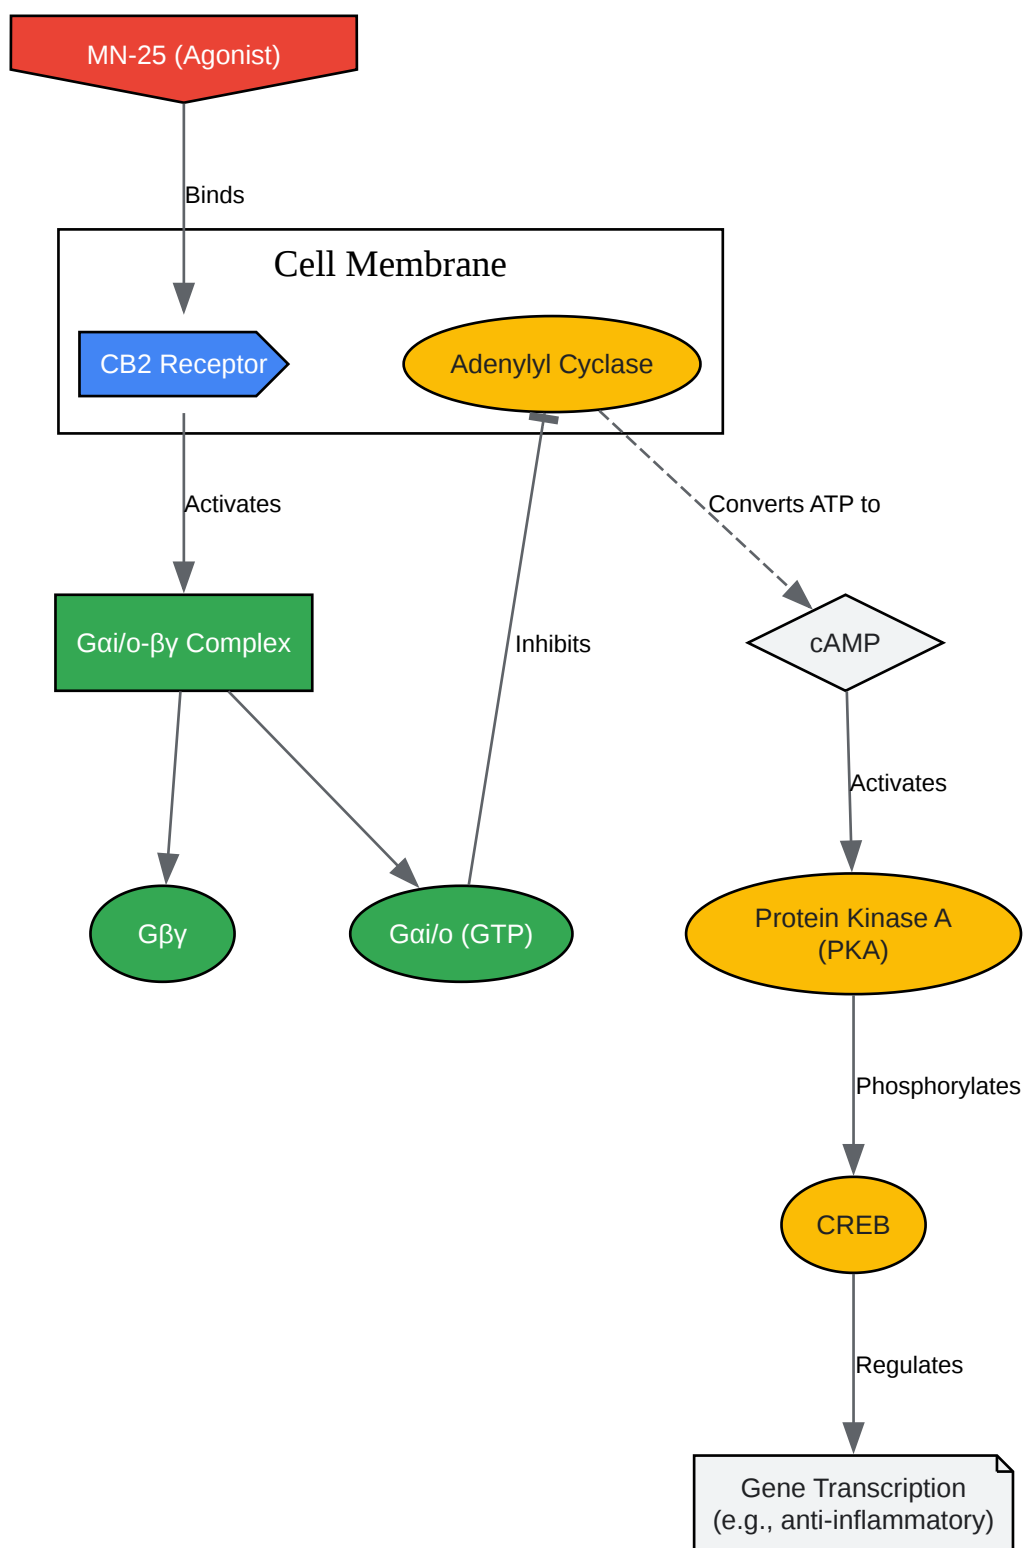 MN-25 (Agonist)
Binds
Cell Membrane
CB2 Receptor
Adenylyl Cyclase
Activates
Converts ATP to
Gαi/o-βγ Complex
Inhibits
cAMP
Activates
Gβγ
Gαi/o (GTP)
Protein Kinase A
(PKA)
Phosphorylates
CREB
Regulates
Gene Transcription
(e.g., anti-inflammatory)